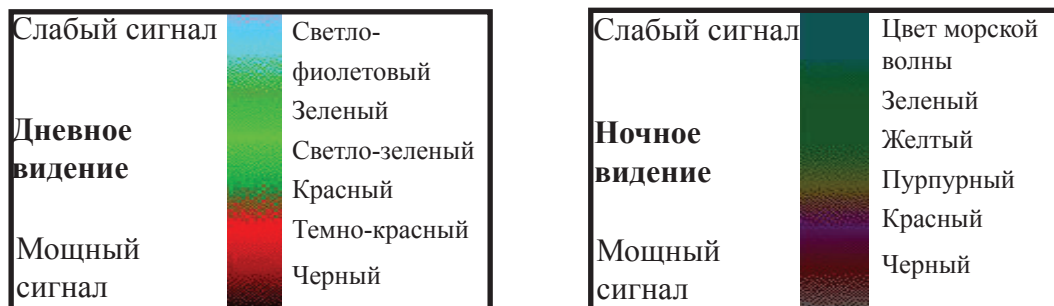 Слабый сигнал
Дневное
видение
Мощный
сигнал
Светло-
фиолетовый
Зеленый
Светло-зеленый
Красный
Темно-красный
Черный
Слабый сигнал
Ночное
видение
Мощный
сигнал
Цвет морской
волны
Зеленый
Желтый
Пурпурный
Красный
Черный